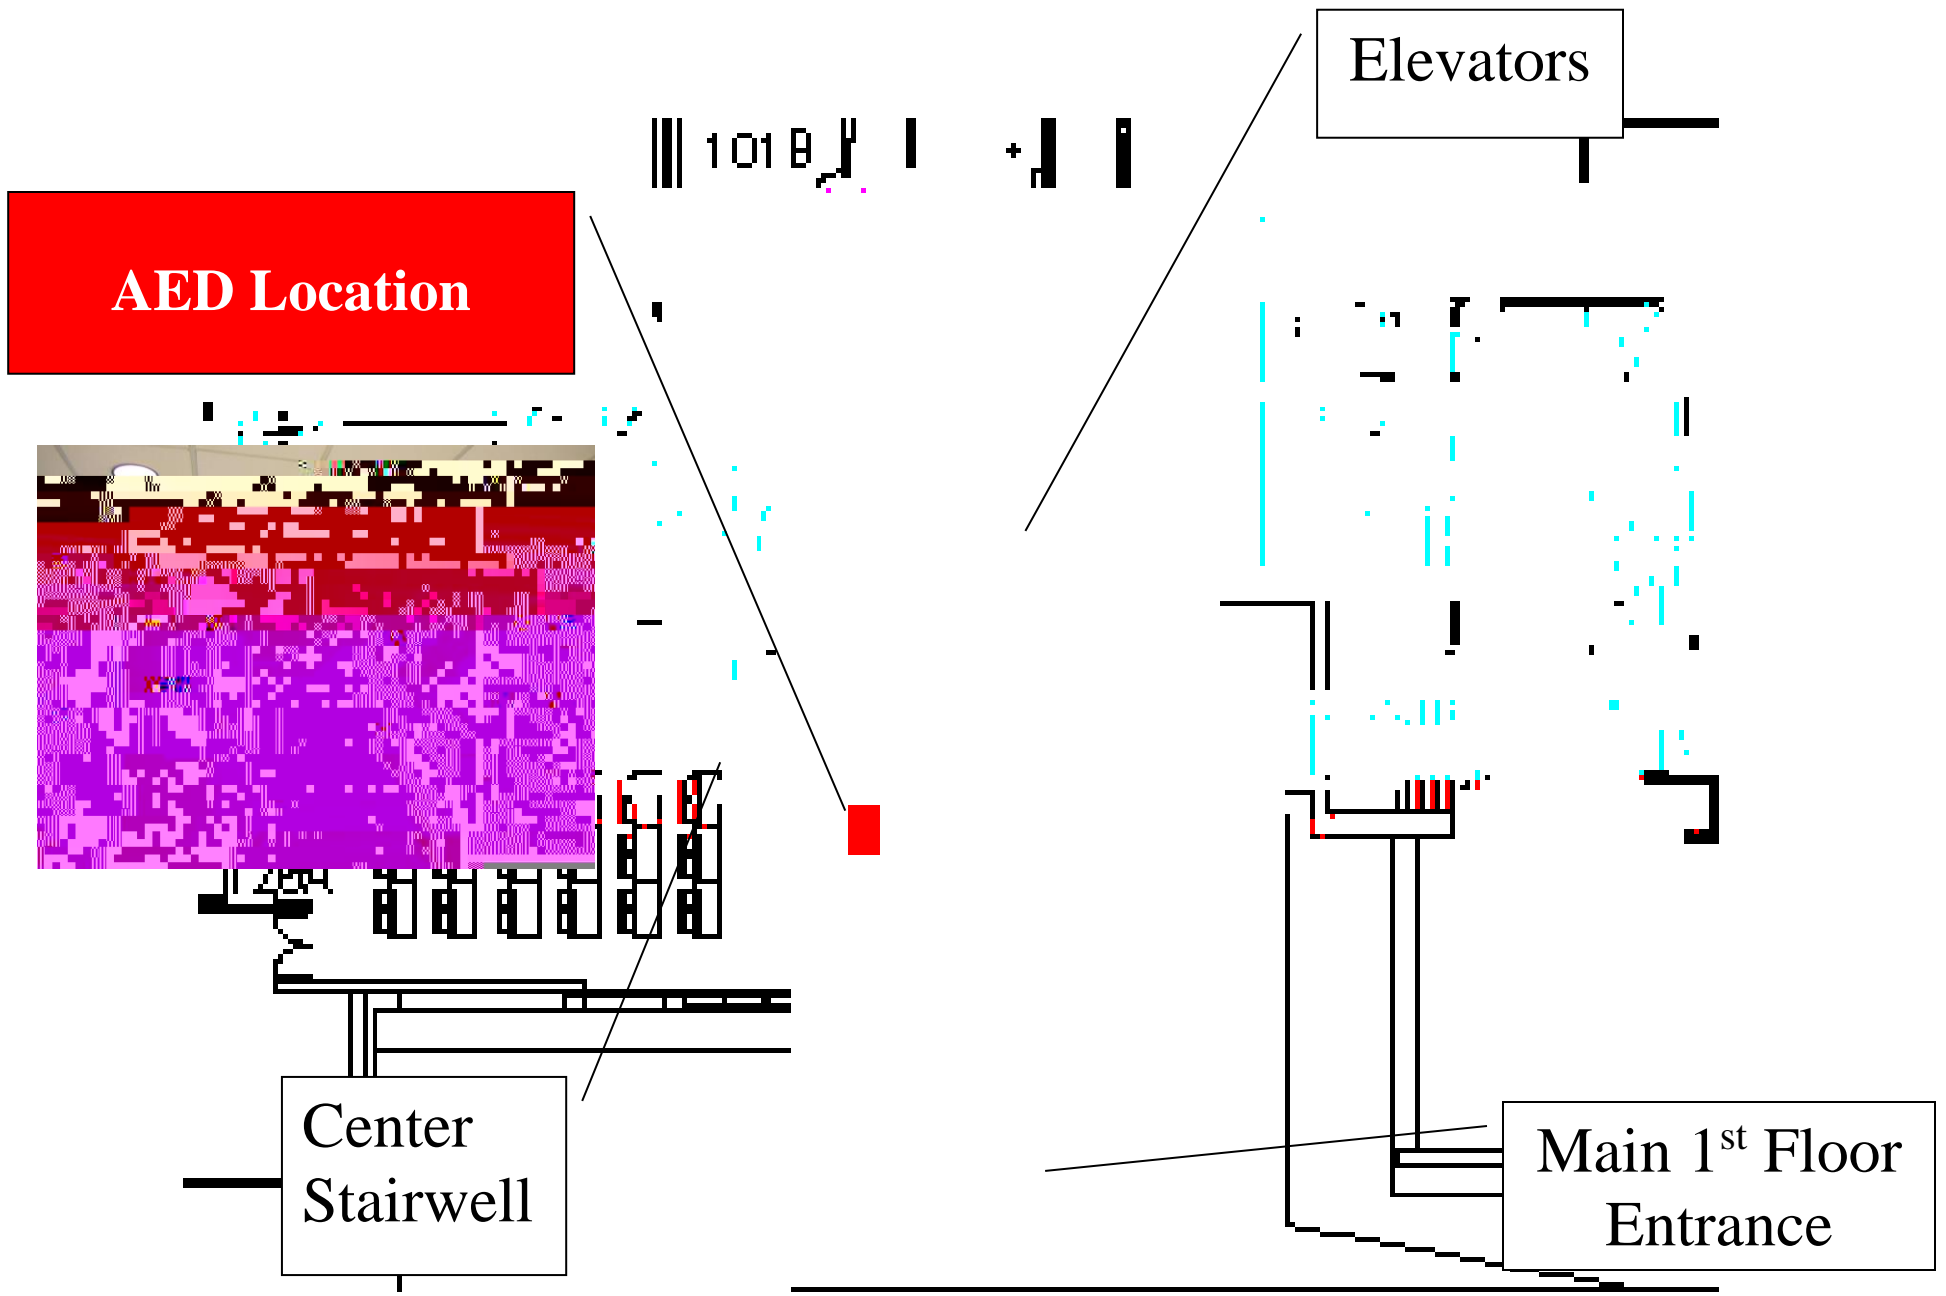 Elevators
101B
AED Location
Center
Stairwell
Main 1st Floor
Entrance